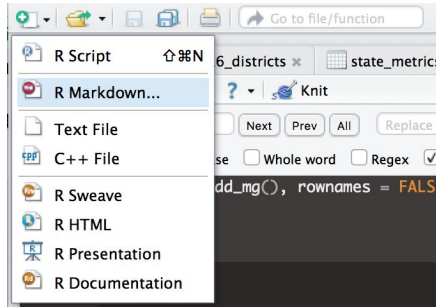 Go to file/function
R Script ⇧⌘N
6_districts × state_metrics
R Markdown...
? Knit
Text File
Next Prev All Replace
C++ File
Whole word Regex
R Sweave
dd_mg(), rownames = FALS
R HTML
R Presentation
R Documentation